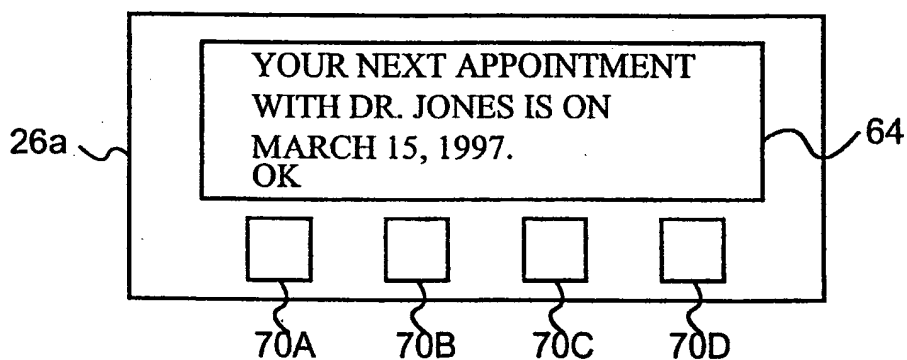 YOUR NEXT APPOINTMENT
WITH DR. JONES IS ON
MARCH 15, 1997.
OK
26a
64
70A 70B 70C 70D